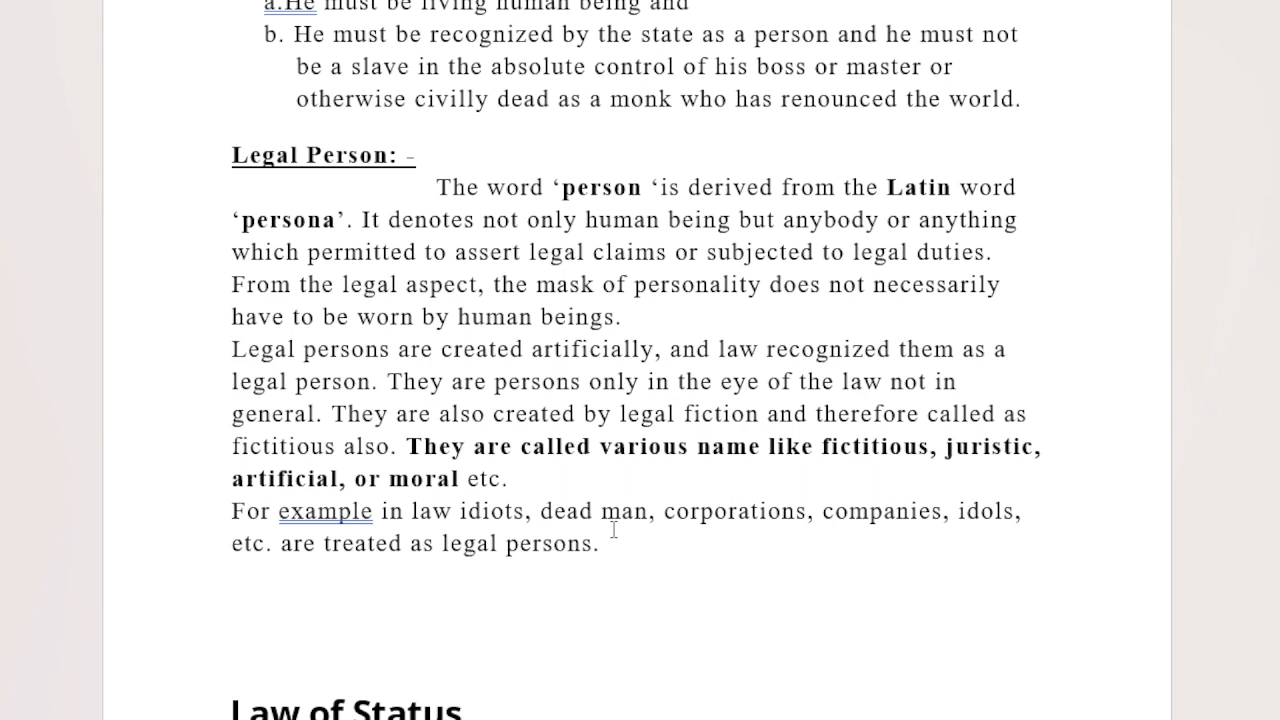 a.He must be living human being and
b. He must be recognized by the state as a person and he must not
be a slave in the absolute control of his boss or master or
otherwise civilly dead as a monk who has renounced the world.
Legal Person: -
The word ‘person ‘is derived from the Latin word
‘persona’. It denotes not only human being but anybody or anything
which permitted to assert legal claims or subjected to legal duties.
From the legal aspect, the mask of personality does not necessarily
have to be worn by human beings.
Legal persons are created artificially, and law recognized them as a
legal person. They are persons only in the eye of the law not in
general. They are also created by legal fiction and therefore called as
fictitious also. They are called various name like fictitious, juristic,
artificial, or moral etc.
For example in law idiots, dead man, corporations, companies, idols,
etc. are treated as legal persons.
Law of Status